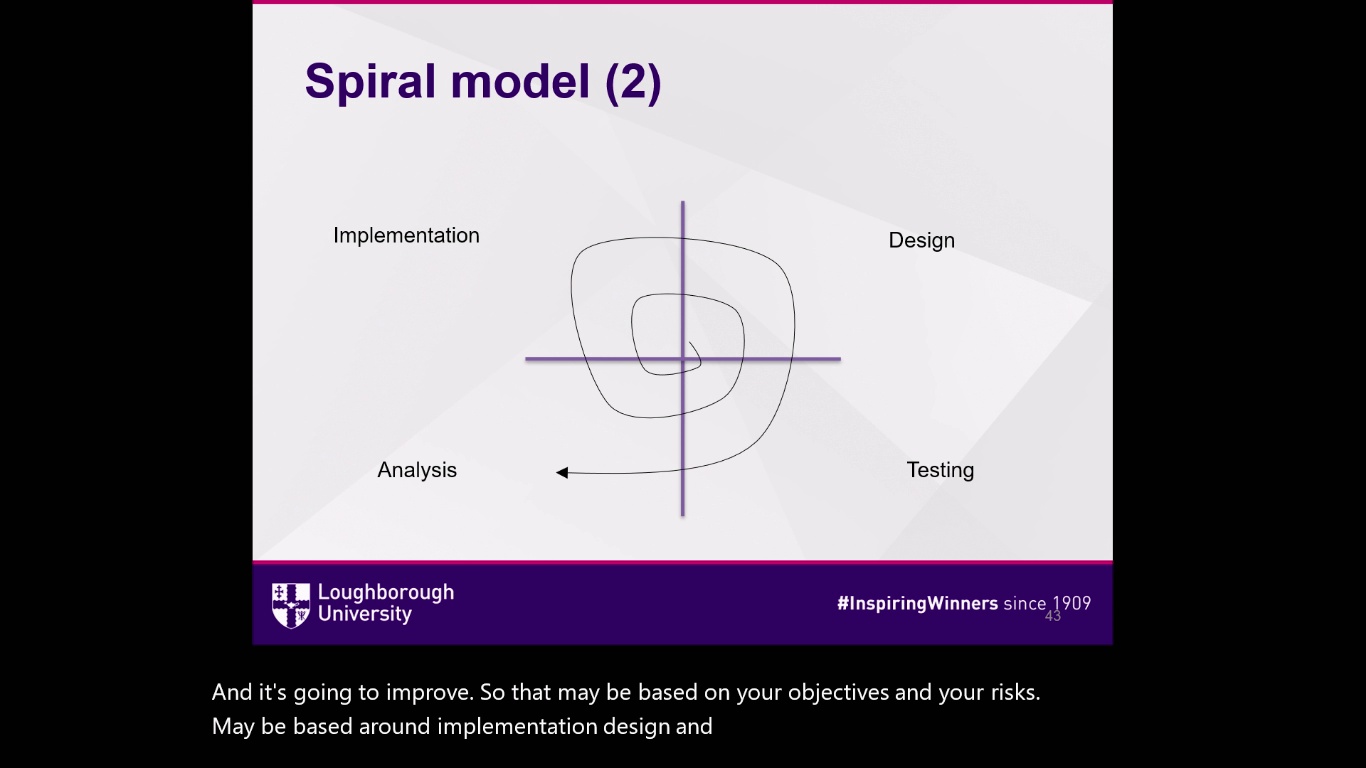 Spiral model (2)
Implementation
Design
Analysis
Testing
Loughborough
University
#InspiringWinners since 1909
43
And it's going to improve. So that may be based on your objectives and your risks.
May be based around implementation design and